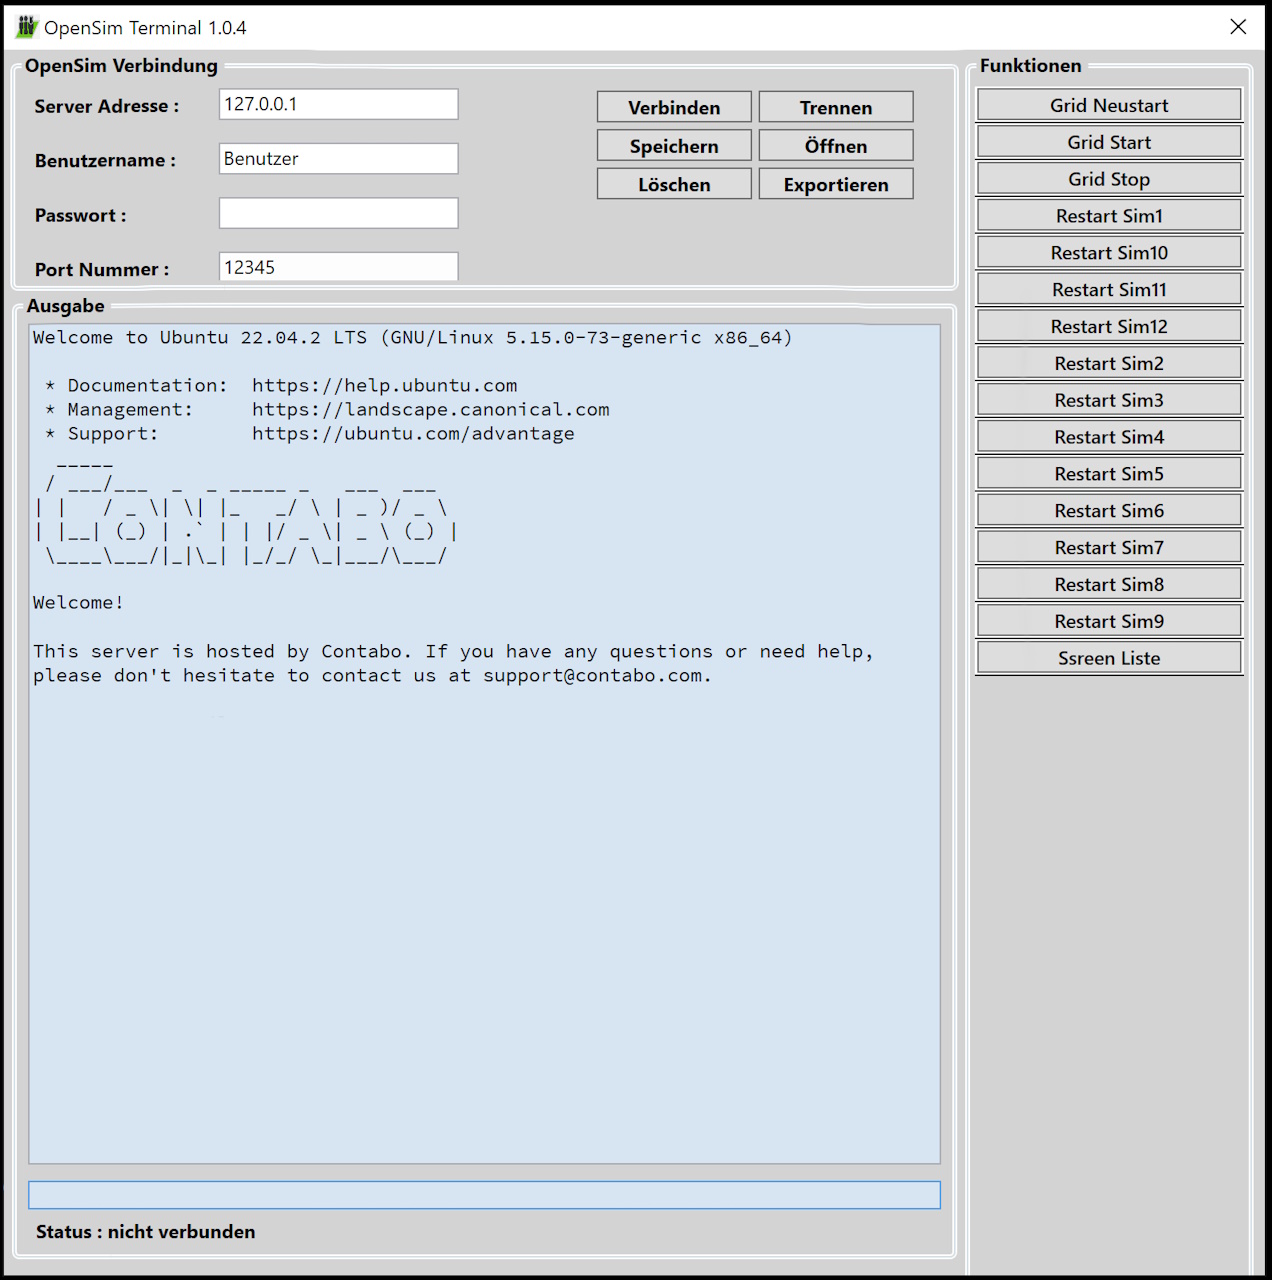 OpenSim Terminal 1.0.4
OpenSim Verbindung
Server Adresse : 127.0.0.1
Benutzername : Benutzer
Passwort :
Port Nummer : 12345
Verbinden Trennen
Speichern Öffnen
Löschen Exportieren
Ausgabe
Welcome to Ubuntu 22.04.2 LTS (GNU/Linux 5.15.0-73-generic x86_64)
* Documentation: https://help.ubuntu.com
* Management: https://landscape.canonical.com
* Support: https://ubuntu.com/advantage
CONTABO
Welcome!
This server is hosted by Contabo. If you have any questions or need help,
please don't hesitate to contact us at support@contabo.com.
Status : nicht verbunden
Funktionen
Grid Neustart
Grid Start
Grid Stop
Restart Sim1
Restart Sim10
Restart Sim11
Restart Sim12
Restart Sim2
Restart Sim3
Restart Sim4
Restart Sim5
Restart Sim6
Restart Sim7
Restart Sim8
Restart Sim9
Ssreen Liste